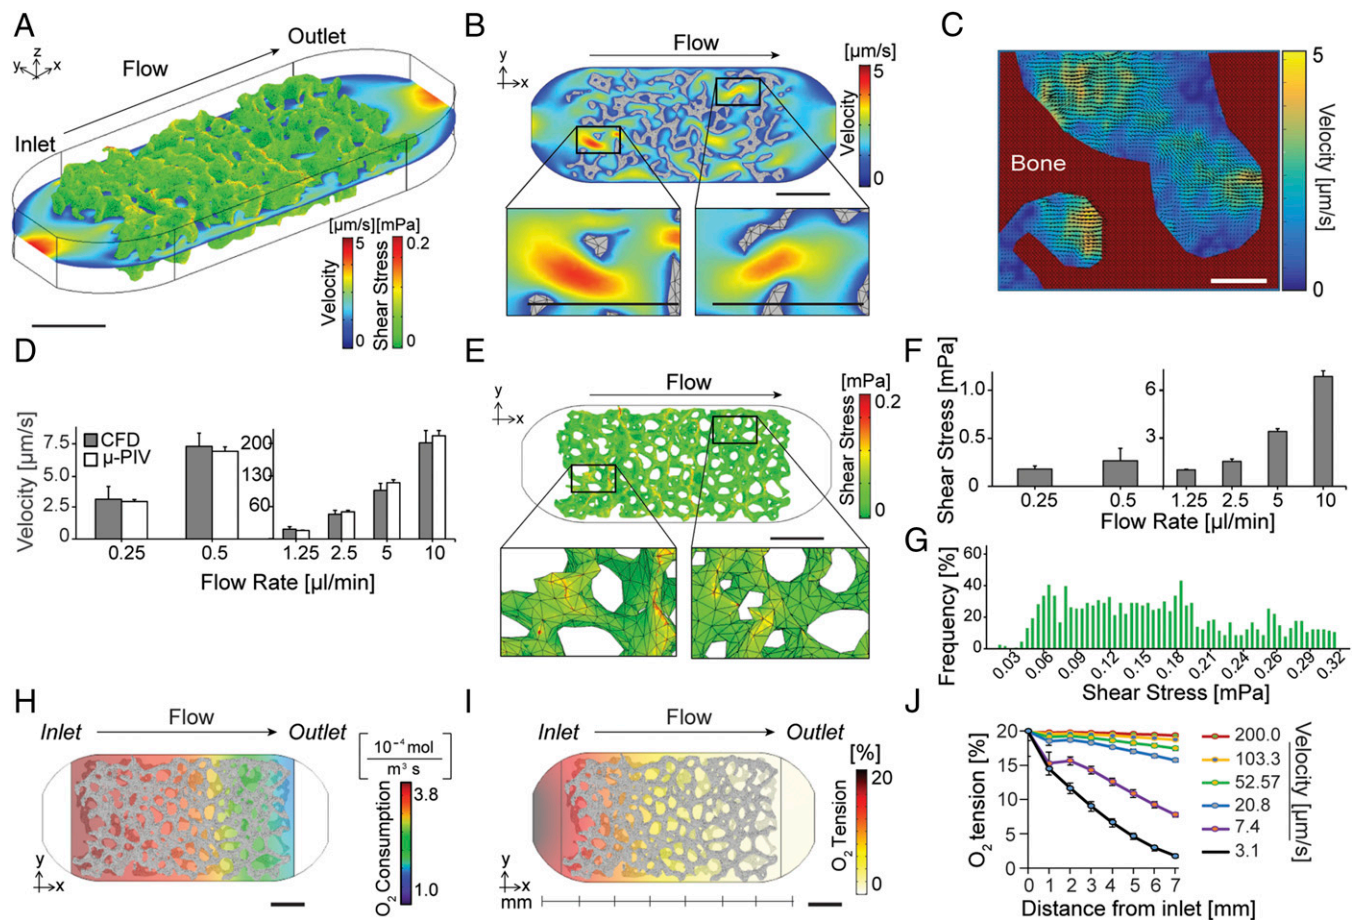 A
z
y
x
Flow
Outlet
Inlet
[µm/s]
[mPa]
5
0.2
Velocity
Shear Stress
0
0
B
y
x
Flow
[µm/s]
5
Velocity
0
C
Bone
5
Velocity [µm/s]
0
D
Velocity [µm/s]
7.5
5.0
2.5
0
CFD
µ-PIV
200
130
60
0.25
0.5
1.25
2.5
5
10
Flow Rate [µl/min]
E
y
x
Flow
[mPa]
0.2
Shear Stress
0
F
Shear Stress [mPa]
1.0
0.5
0
6
3
0.25
0.5
1.25
2.5
5
10
Flow Rate [µl/min]
G
Frequency [%]
60
40
20
0
0.03
0.06
0.09
0.12
0.15
0.18
0.21
0.24
0.26
0.29
0.32
Shear Stress [mPa]
H
Inlet
Flow
Outlet
10⁻⁴ mol
m³ s
3.8
O₂ Consumption
1.0
y
x
I
Inlet
Flow
Outlet
[%]
20
O₂ Tension
0
y
x
mm
J
O₂ tension [%]
20
15
10
5
0
0
1
2
3
4
5
6
7
Distance from inlet [mm]
200.0
103.3
52.57
20.8
7.4
3.1
Velocity [µm/s]